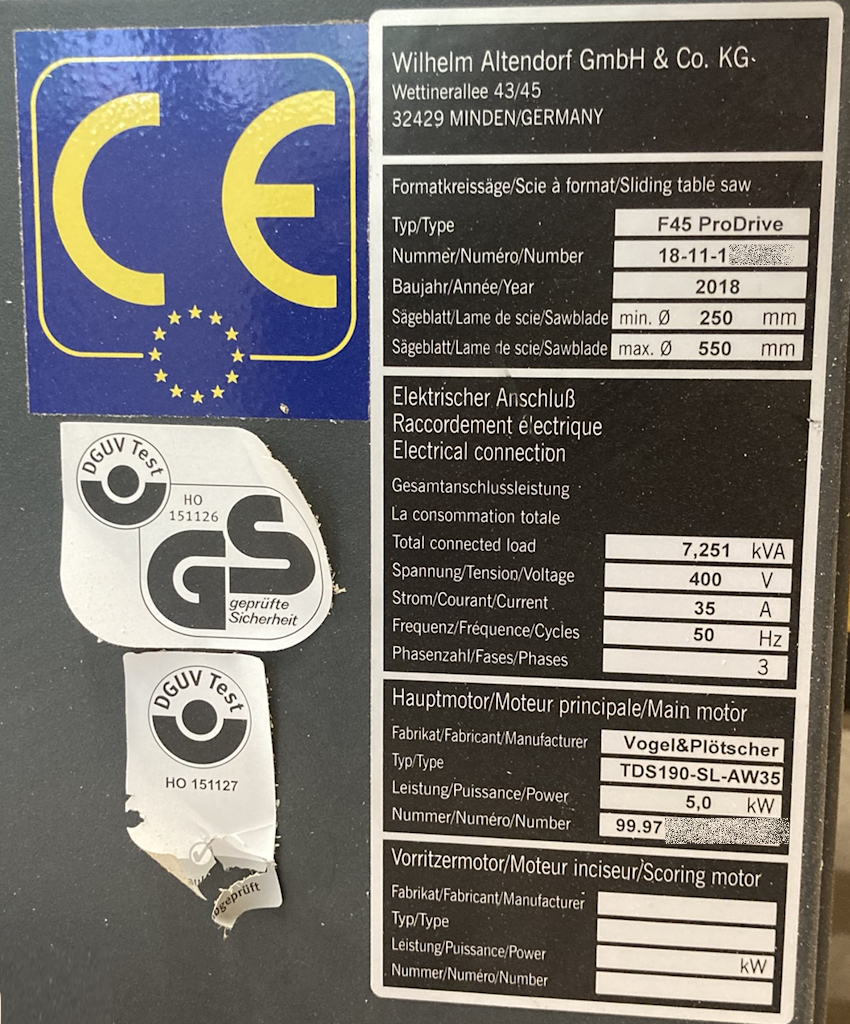 CE
DGUV Test
HO
151126
GS
geprüfte
Sicherheit
DGUV Test
HO 151127
geprüft
Wilhelm Altendorf GmbH & Co. KG
Wettinerallee 43/45
32429 MINDEN/GERMANY
Formatkreissäge/Scie à format/Sliding table saw
Typ/Type F45 ProDrive
Nummer/Numéro/Number 18-11-1
Baujahr/Année/Year 2018
Sägeblatt/Lame de scie/Sawblade min. Ø 250 mm
Sägeblatt/Lame de scie/Sawblade max. Ø 550 mm
Elektrischer Anschluß
Raccordement électrique
Electrical connection
Gesamtanschlussleistung
La consommation totale
Total connected load 7,251 kVA
Spannung/Tension/Voltage 400 V
Strom/Courant/Current 35 A
Frequenz/Fréquence/Cycles 50 Hz
Phasenzahl/Fases/Phases 3
Hauptmotor/Moteur principale/Main motor
Fabrikat/Fabricant/Manufacturer Vogel&Plötscher
Typ/Type TDS190-SL-AW35
Leistung/Puissance/Power 5,0 kW
Nummer/Numéro/Number 99.97
Vorritzermotor/Moteur inciseur/Scoring motor
Fabrikat/Fabricant/Manufacturer
Typ/Type
Leistung/Puissance/Power kW
Nummer/Numéro/Number